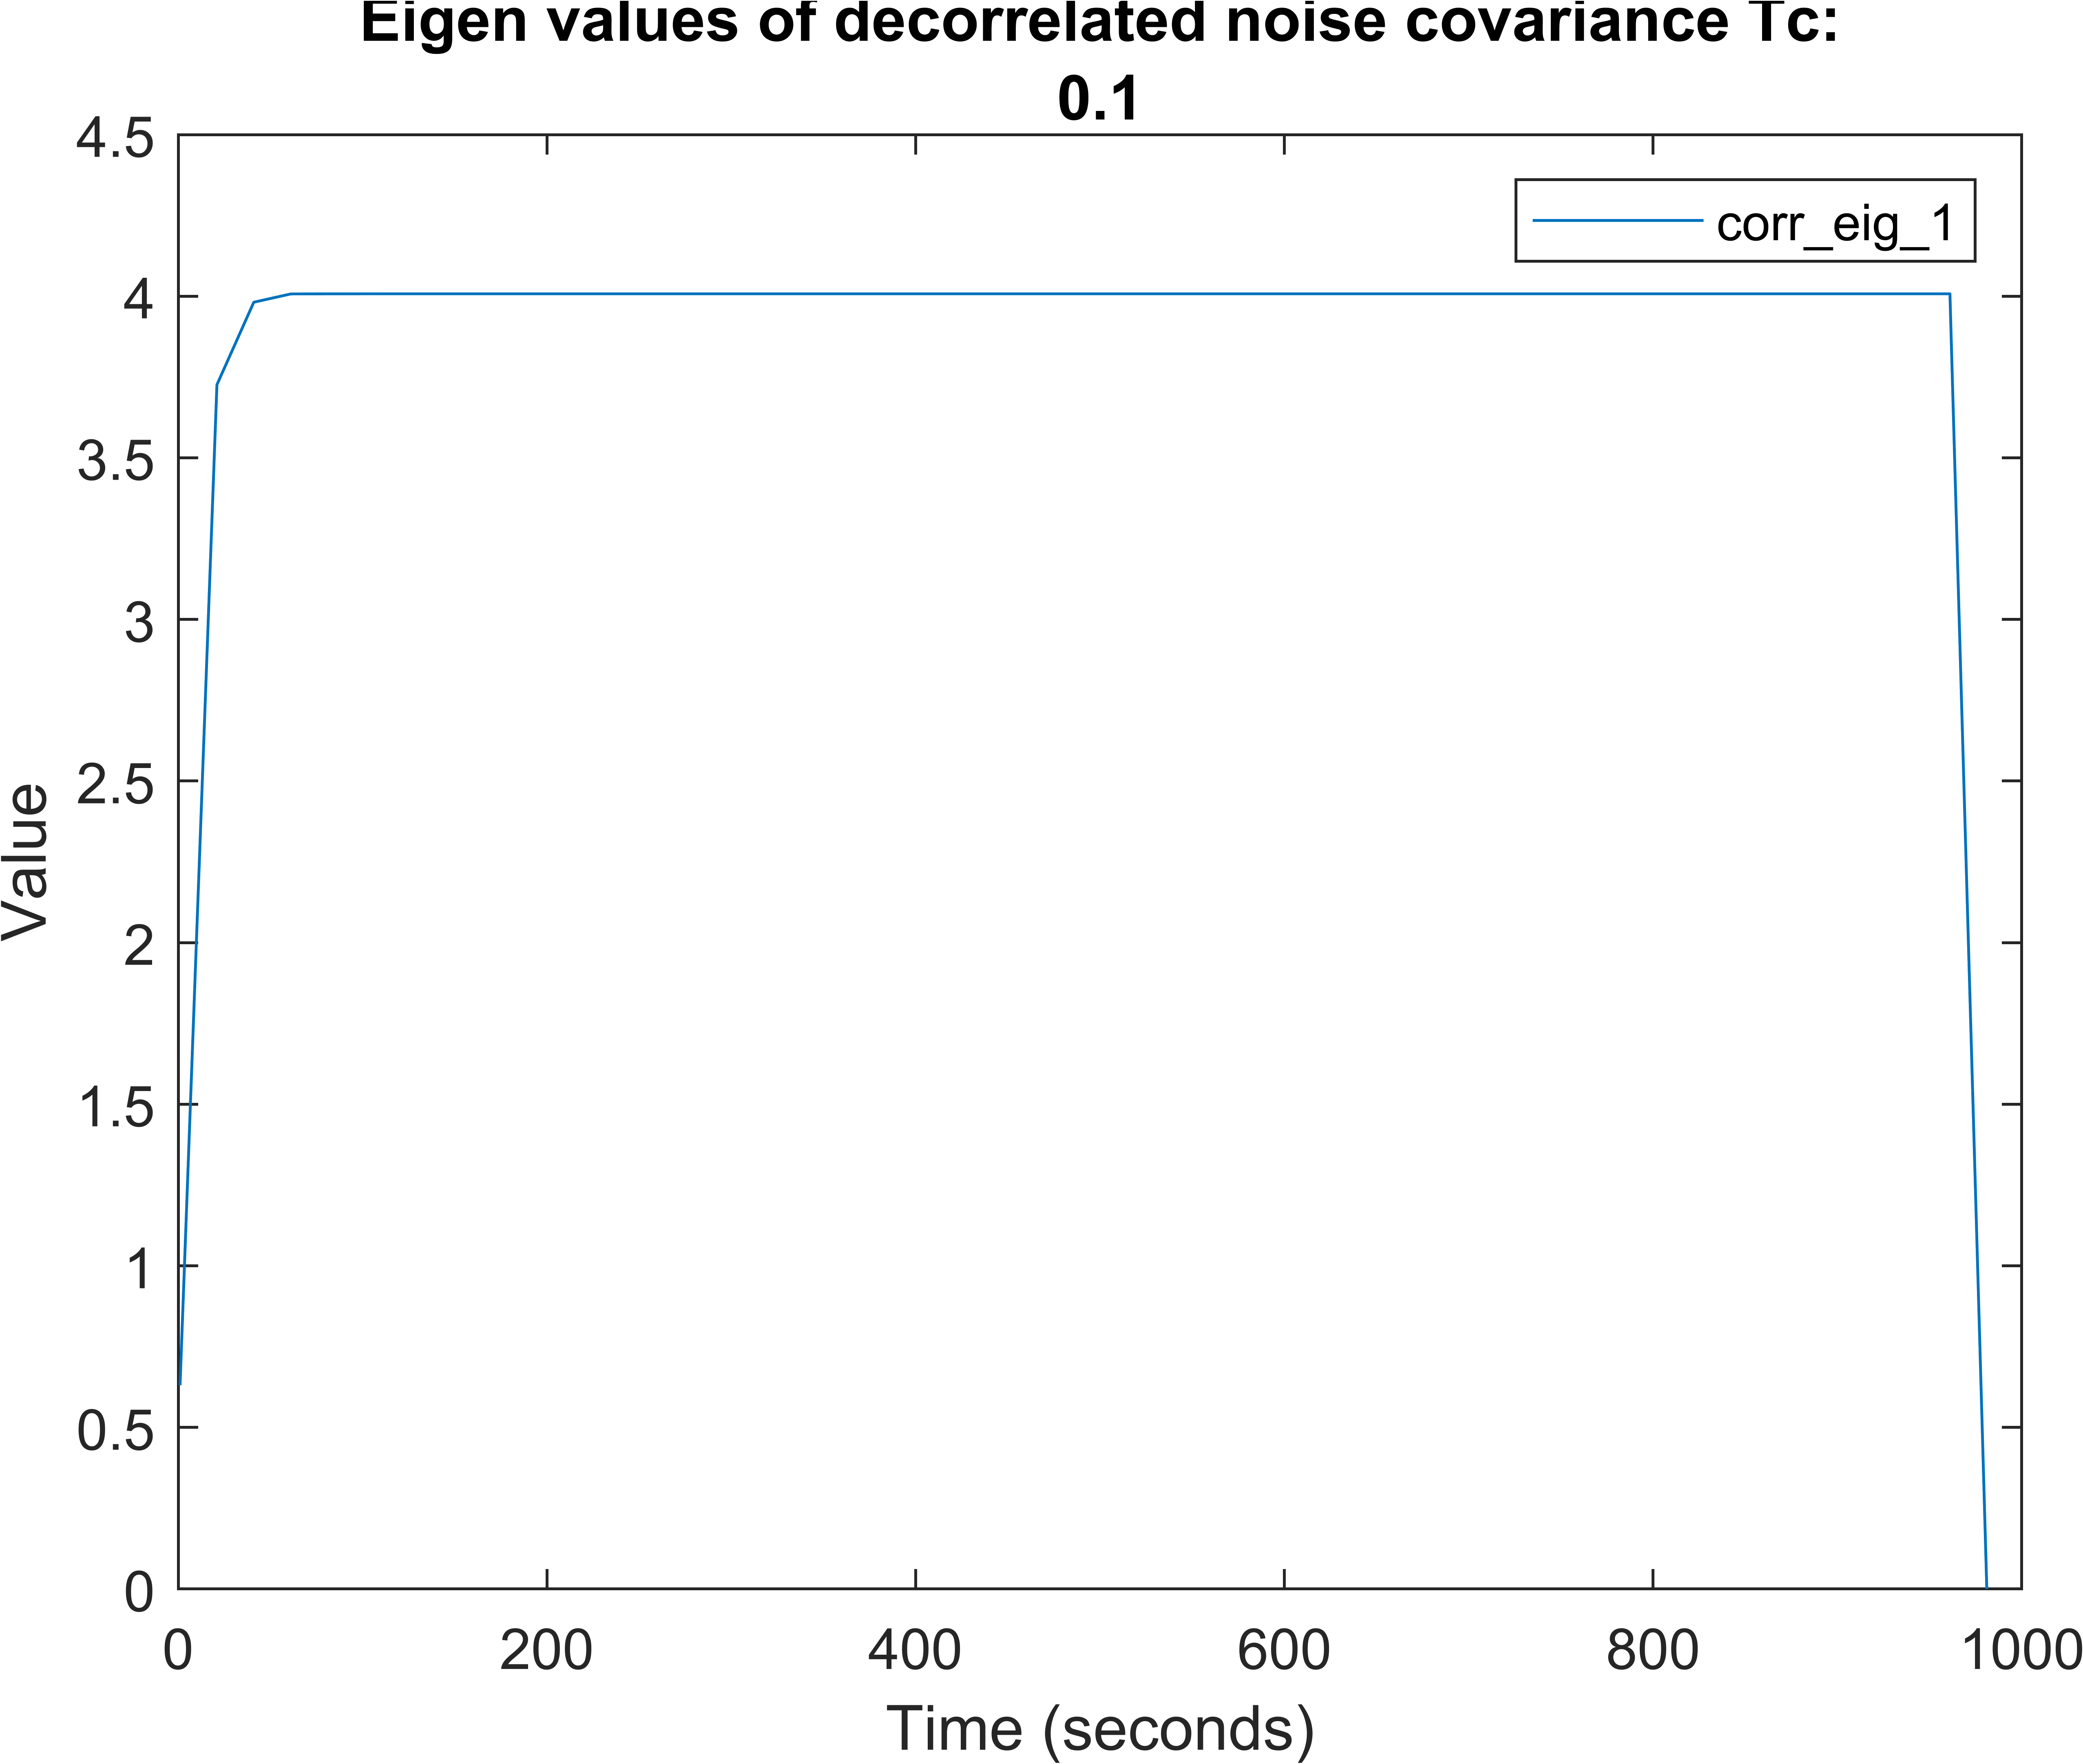 Eigen values of decorrelated noise covariance Tc:
0.1
4.5
4
3.5
3
2.5
2
1.5
1
0.5
0
Value
corr_eig_1
0 200 400 600 800 1000
Time (seconds)